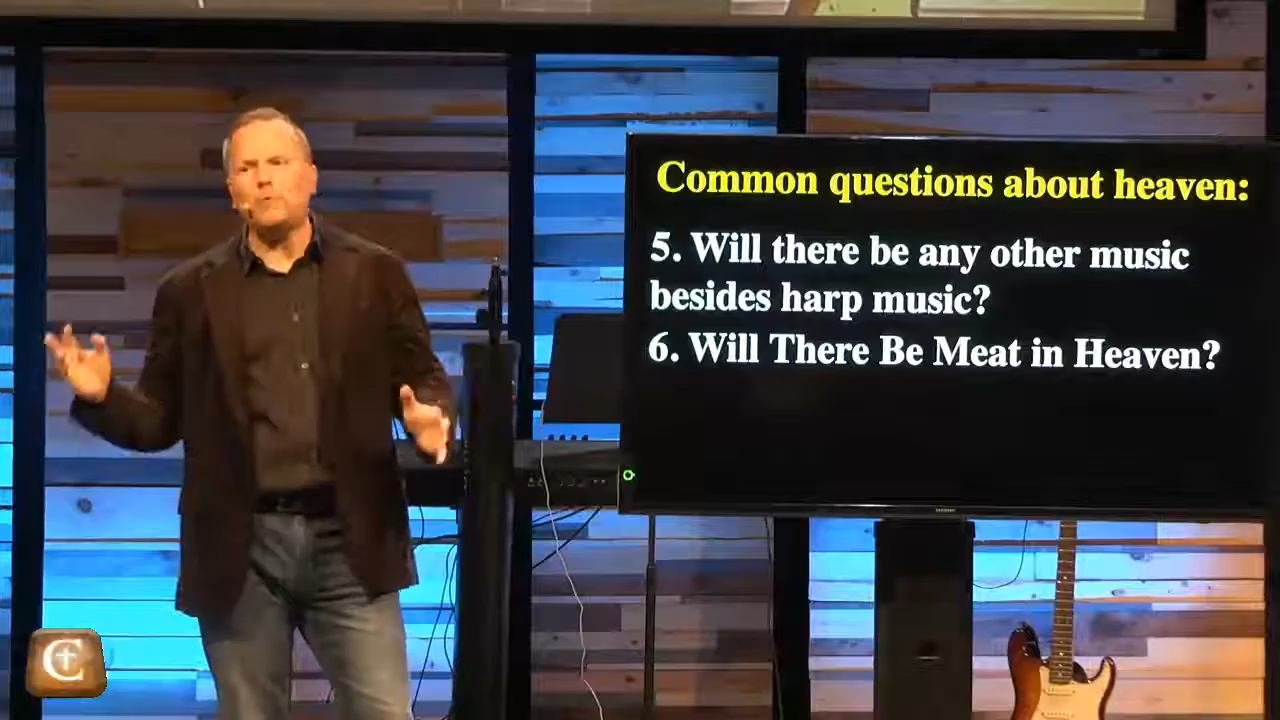 Common questions about heaven:
5. Will there be any other music
besides harp music?
6. Will There Be Meat in Heaven?
C